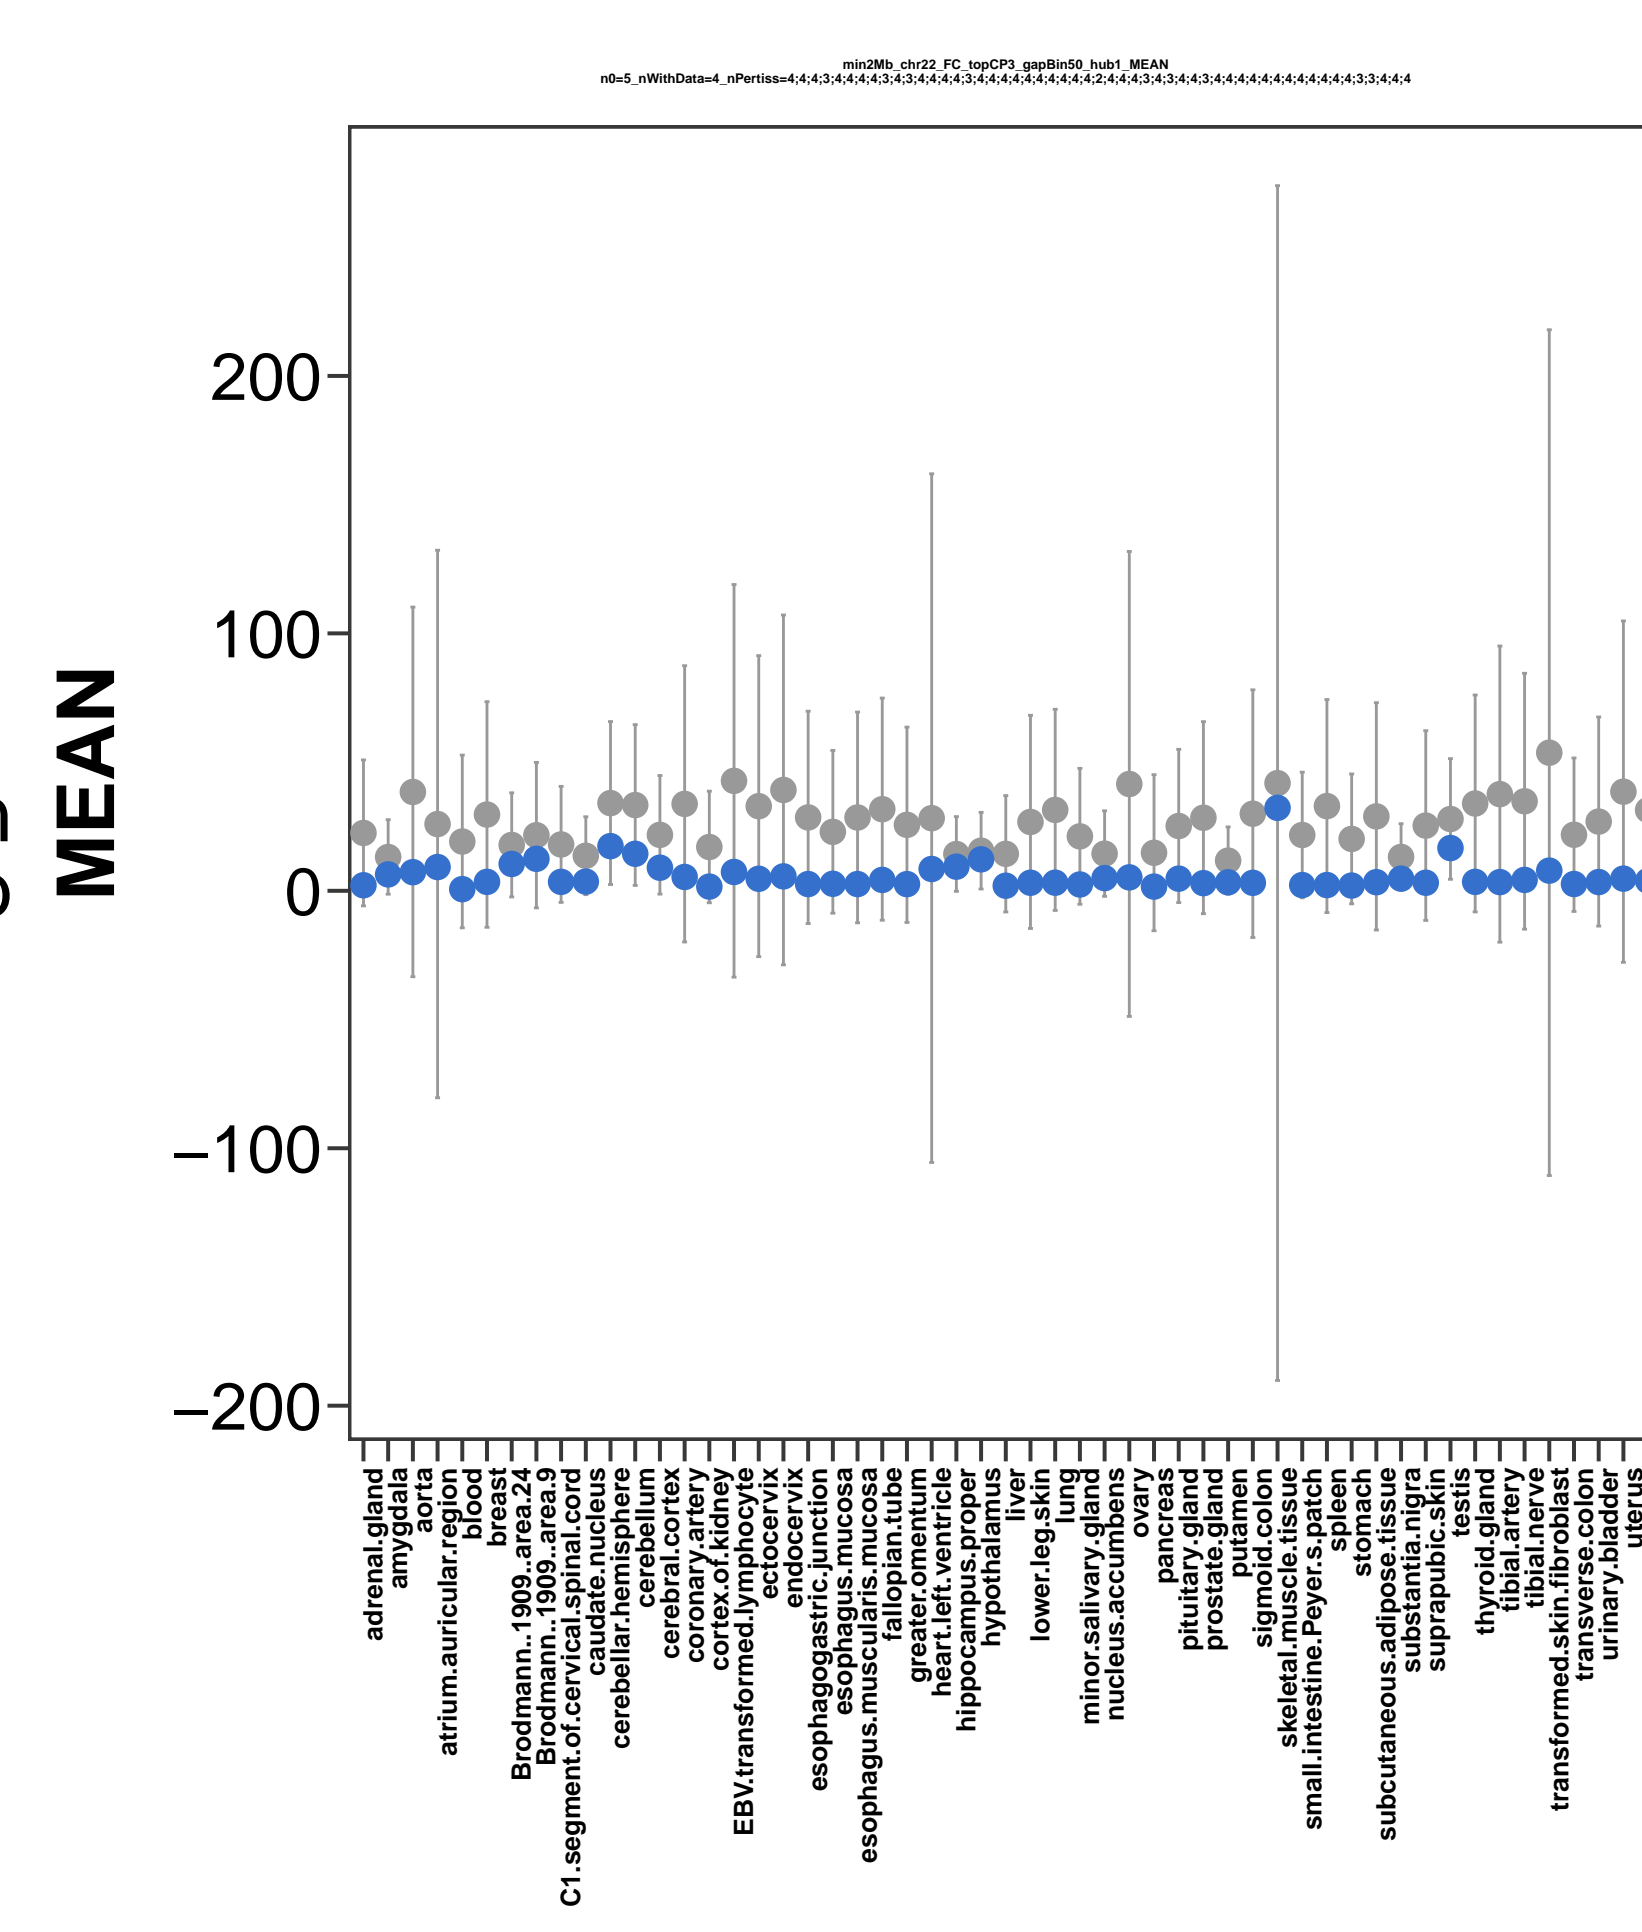 min2Mb_chr22_FC_topCP3_gapBin50_hub1_MEAN
n0=5_nWithData=4_nPertiss=4;4;4;3;4;4;4;4;3;4;3;4;4;4;4;3;4;4;4;4;4;4;4;4;4;4;2;4;4;4;3;4;3;4;4;3;4;4;4;4;4;4;4;4;4;4;4;4;3;3;4;4;4
MEAN
200
100
0
–100
–200
adrenal.gland
amygdala
aorta
atrium.auricular.region
blood
breast
Brodmann..1909..area.24
Brodmann..1909..area.9
C1.segment.of.cervical.spinal.cord
caudate.nucleus
cerebellar.hemisphere
cerebellum
cerebral.cortex
coronary.artery
cortex.of.kidney
EBV.transformed.lymphocyte
ectocervix
endocervix
esophagogastric.junction
esophagus.mucosa
esophagus.muscularis.mucosa
fallopian.tube
greater.omentum
heart.left.ventricle
hippocampus.proper
hypothalamus
liver
lower.leg.skin
lung
minor.salivary.gland
nucleus.accumbens
ovary
pancreas
pituitary.gland
prostate.gland
putamen
sigmoid.colon
skeletal.muscle.tissue
small.intestine.Peyer.s.patch
spleen
stomach
subcutaneous.adipose.tissue
substantia.nigra
suprapubic.skin
testis
thyroid.gland
tibial.artery
tibial.nerve
transformed.skin.fibroblast
transverse.colon
urinary.bladder
uterus